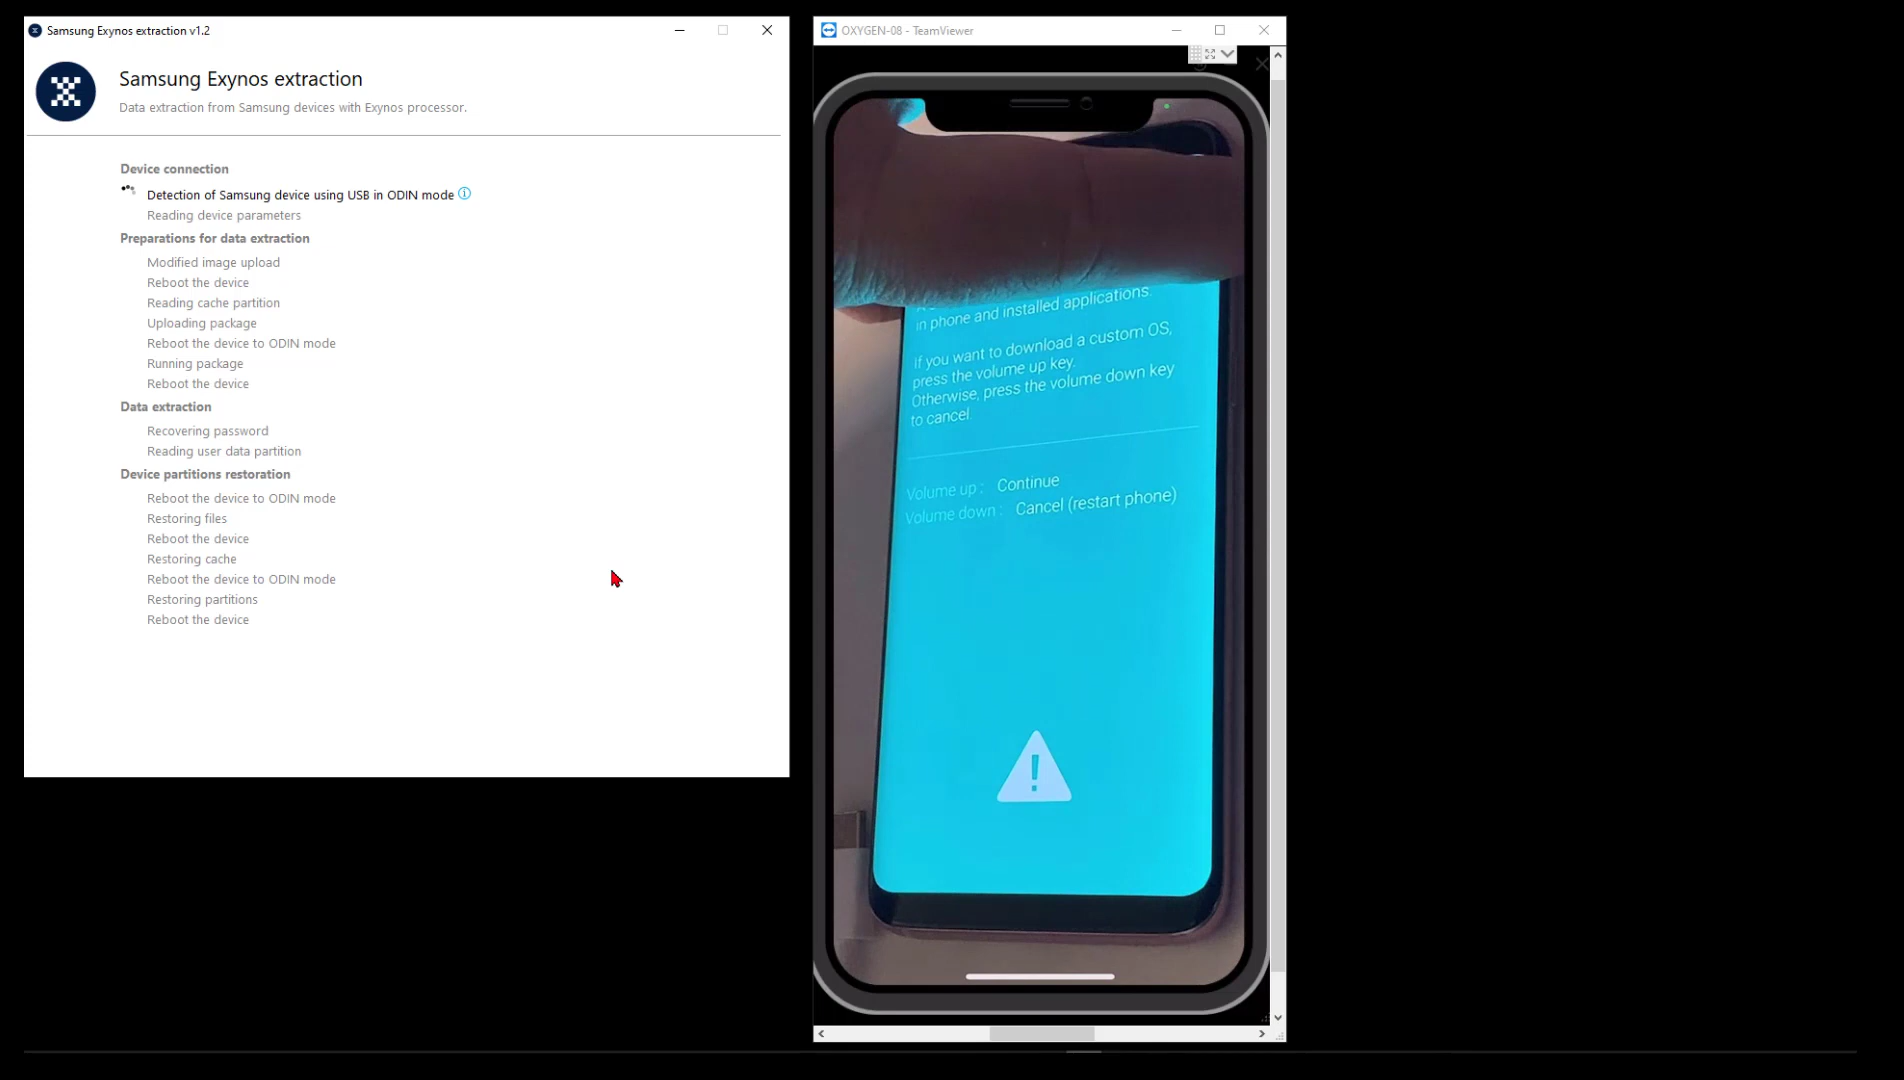 Samsung Exynos extraction v1.2
Samsung Exynos extraction
Data extraction from Samsung devices with Exynos processor.
Device connection
Detection of Samsung device using USB in ODIN mode
Reading device parameters
Preparations for data extraction
Modified image upload
Reboot the device
Reading cache partition
Uploading package
Reboot the device to ODIN mode
Running package
Reboot the device
Data extraction
Recovering password
Reading user data partition
Device partitions restoration
Reboot the device to ODIN mode
Restoring files
Reboot the device
Restoring cache
Reboot the device to ODIN mode
Restoring partitions
Reboot the device
OXYGEN-08 - TeamViewer
in phone and installed applications.
If you want to download a custom OS,
press the volume up key.
Otherwise, press the volume down key
to cancel.
Volume up : Continue
Volume down : Cancel (restart phone)